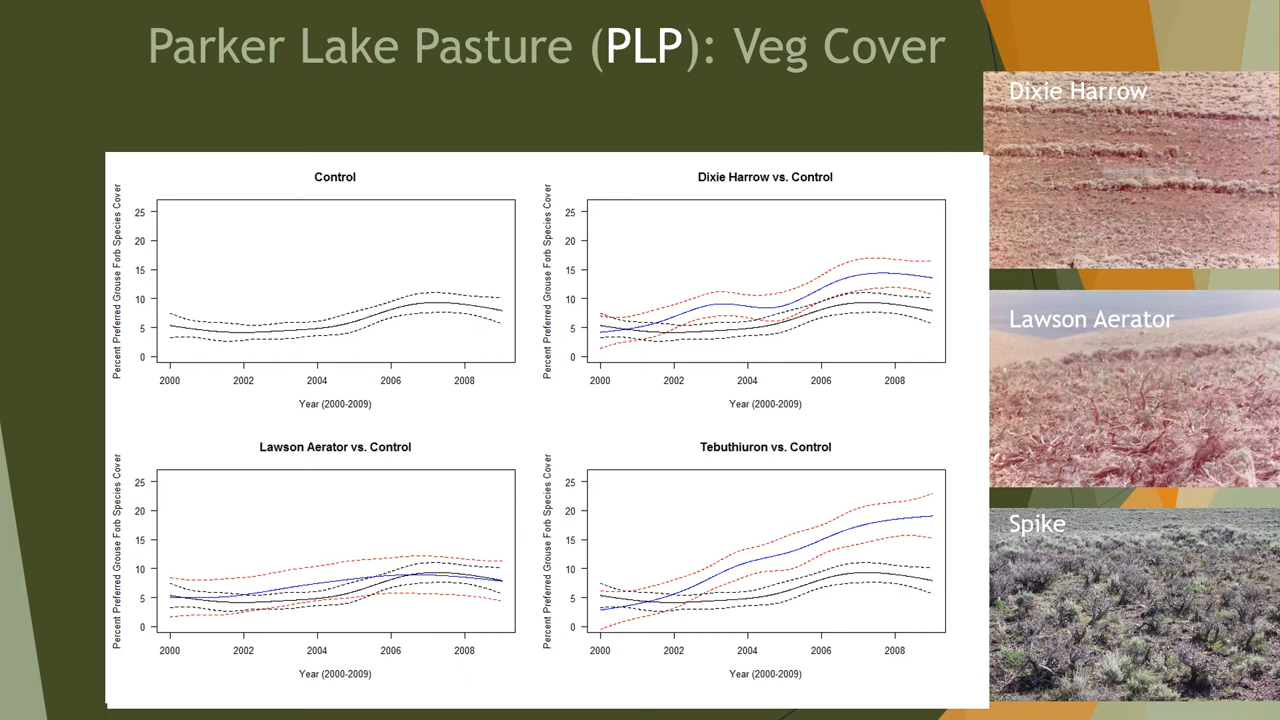 Parker Lake Pasture (PLP): Veg Cover
Dixie Harrow
Control
Percent Preferred Grouse Forb Species Cover
25
20
15
10
5
0
2000 2002 2004 2006 2008
Year (2000-2009)
Dixie Harrow vs. Control
Percent Preferred Grouse Forb Species Cover
25
20
15
10
5
0
2000 2002 2004 2006 2008
Year (2000-2009)
Lawson Aerator
Lawson Aerator vs. Control
Percent Preferred Grouse Forb Species Cover
25
20
15
10
5
0
2000 2002 2004 2006 2008
Year (2000-2009)
Tebuthiuron vs. Control
Percent Preferred Grouse Forb Species Cover
25
20
15
10
5
0
2000 2002 2004 2006 2008
Year (2000-2009)
Spike